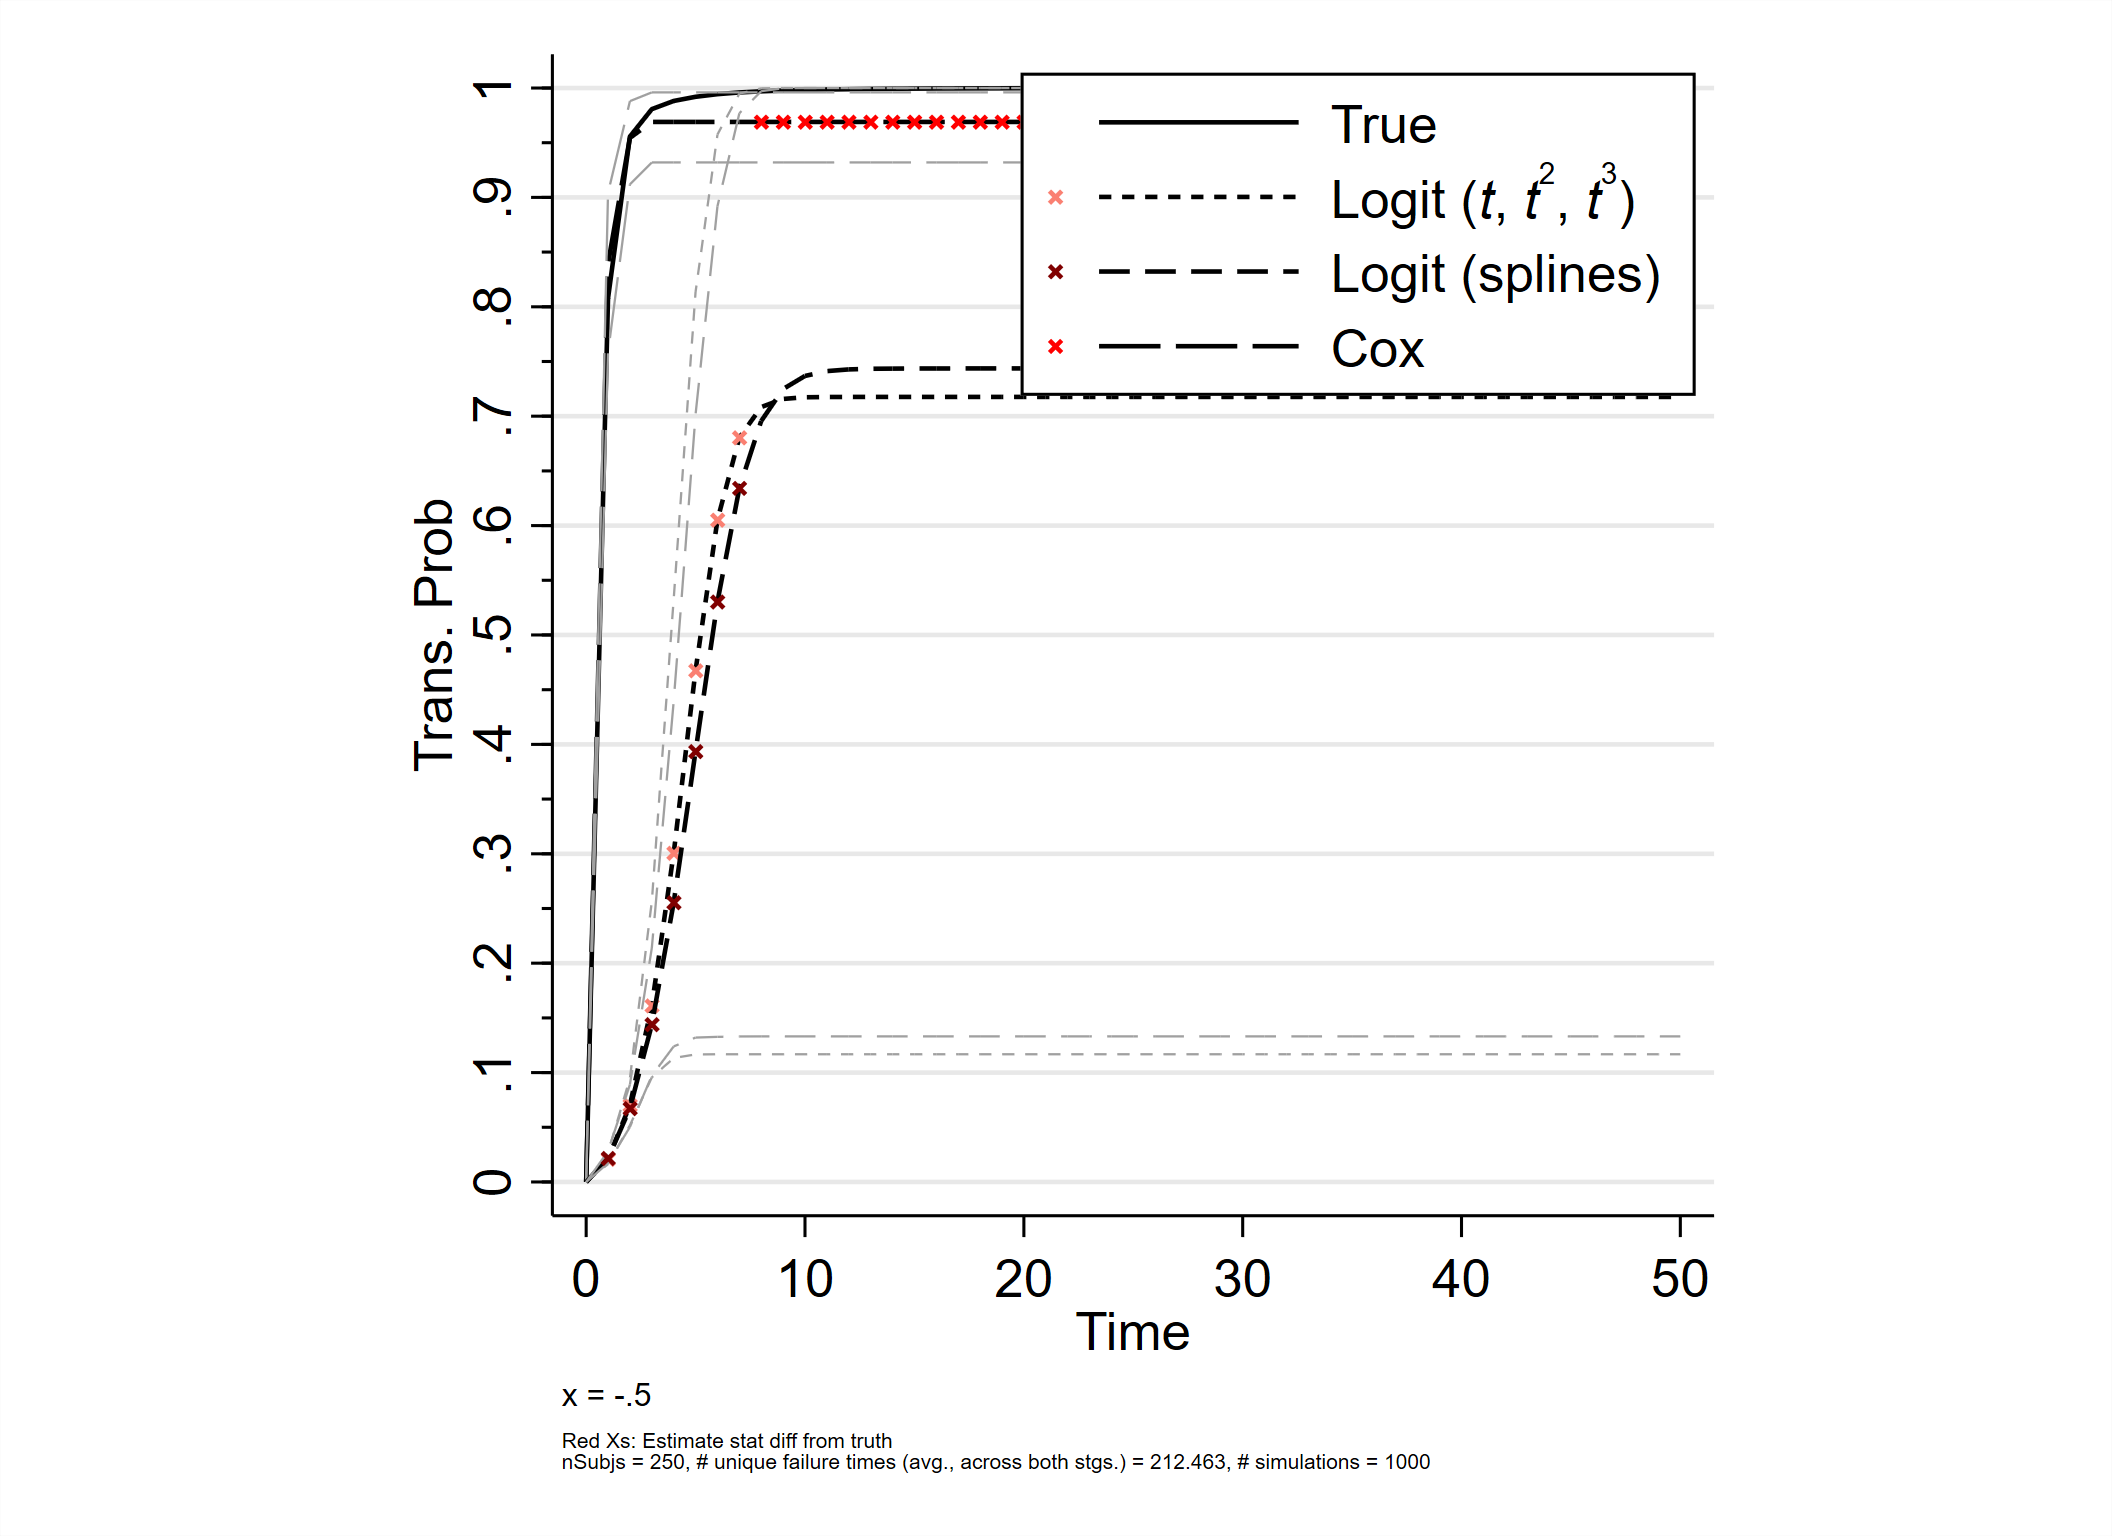 True
Logit (t, t², t³)
Logit (splines)
Cox
Trans. Prob
1
.9
.8
.7
.6
.5
.4
.3
.2
.1
0
0 10 20 30 40 50
Time
x = -.5
Red Xs: Estimate stat diff from truth
nSubjs = 250, # unique failure times (avg., across both stgs.) = 212.463, # simulations = 1000